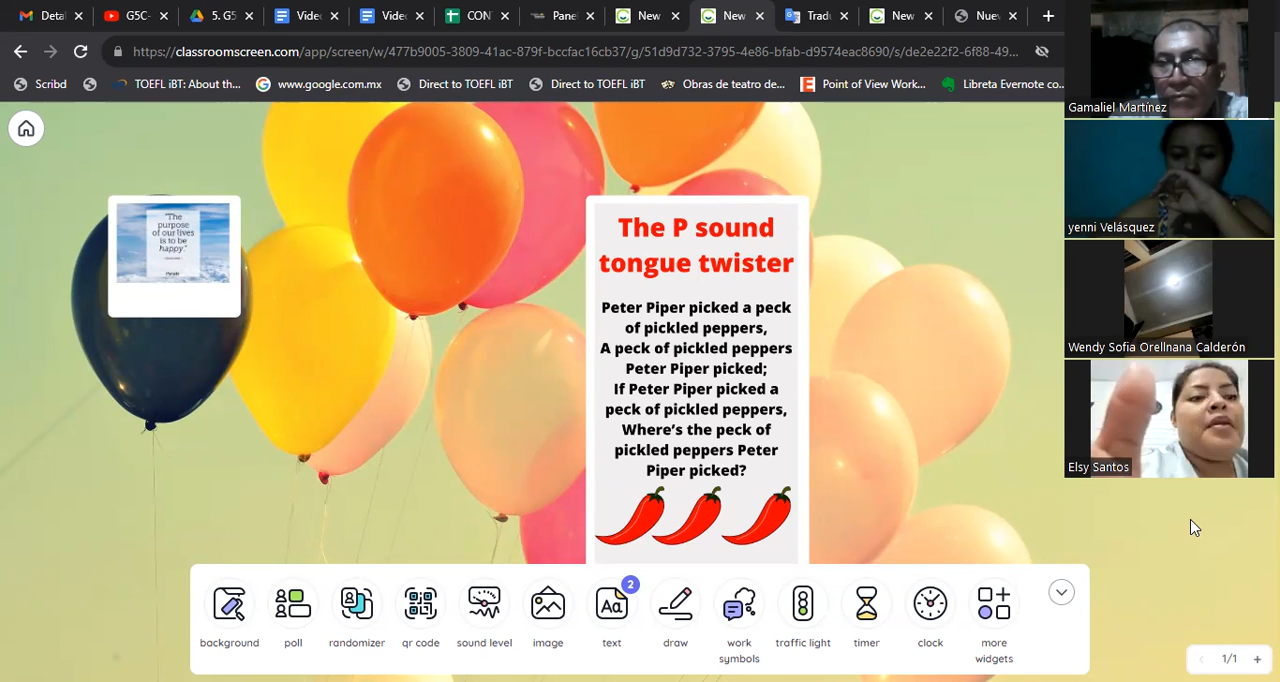 Detal
G5C-
5. G5
Vide
Vide
CON
Pane
New
New
Tradu
New
Nue
https://classroomscreen.com/app/screen/w/477b9005-3809-41ac-879f-bccfac16cb37/g/51d9d732-3795-4e86-bfab-d9574eac8690/s/de2e22f2-6f88-49...
Scribd
TOEFL iBT: About th...
www.google.com.mx
Direct to TOEFL iBT
Direct to TOEFL iBT
Obras de teatro de...
Point of View Work...
Libreta Evernote co...
"The
purpose
of our lives
is to be
happy."
The P sound
tongue twister
Peter Piper picked a peck
of pickled peppers,
A peck of pickled peppers
Peter Piper picked;
If Peter Piper picked a
peck of pickled peppers,
Where's the peck of
pickled peppers Peter
Piper picked?
Gamaliel Martínez
yenni Velásquez
Wendy Sofia Orellnana Calderón
Elsy Santos
2
background
poll
randomizer
qr code
sound level
image
text
draw
work
symbols
traffic light
timer
clock
more
widgets
1/1